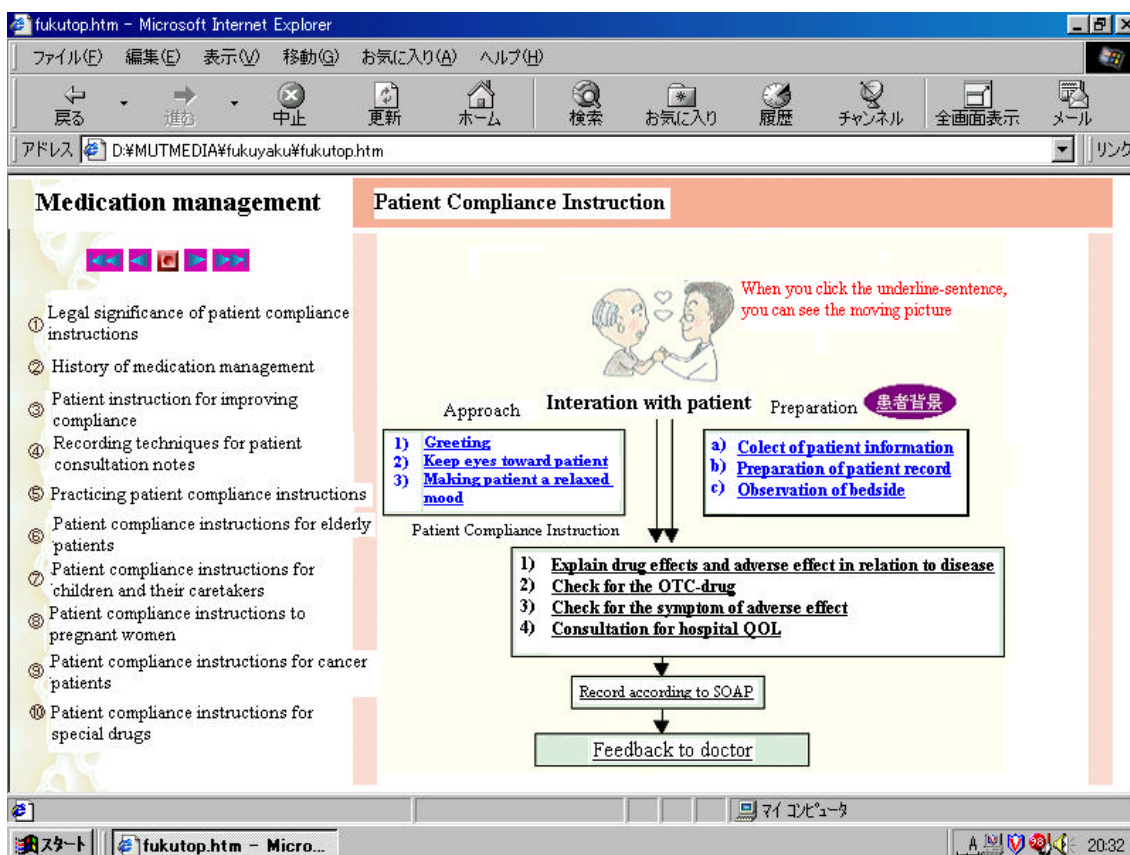 fukutop.htm - Microsoft Internet Explorer
ファイル(F) 編集(E) 表示(V) 移動(G) お気に入り(A) ヘルプ(H)
戻る 進む 中止 更新 ホーム 検索 お気に入り 履歴 チャンネル 全画面表示 メール
アドレス D:¥MUTMEDIA¥fukuyaku¥fukutop.htm リンク
Medication management
① Legal significance of patient compliance
instructions
② History of medication management
③ Patient instruction for improving
compliance
④ Recording techniques for patient
consultation notes
⑤ Practicing patient compliance instructions
⑥ Patient compliance instructions for elderly
patients
⑦ Patient compliance instructions for
children and their caretakers
⑧ Patient compliance instructions to
pregnant women
⑨ Patient compliance instructions for cancer
patients
⑩ Patient compliance instructions for
special drugs
Patient Compliance Instruction
When you click the underline-sentence,
you can see the moving picture
Interation with patient
Approach
1) Greeting
2) Keep eyes toward patient
3) Making patient a relaxed
mood
Preparation 患者背景
a) Colect of patient information
b) Preparation of patient record
c) Observation of bedside
Patient Compliance Instruction
1) Explain drug effects and adverse effect in relation to disease
2) Check for the OTC-drug
3) Check for the symptom of adverse effect
4) Consultation for hospital QOL
Record according to SOAP
Feedback to doctor
マイ コンピュータ
スタート fukutop.htm - Micro... A 20:32